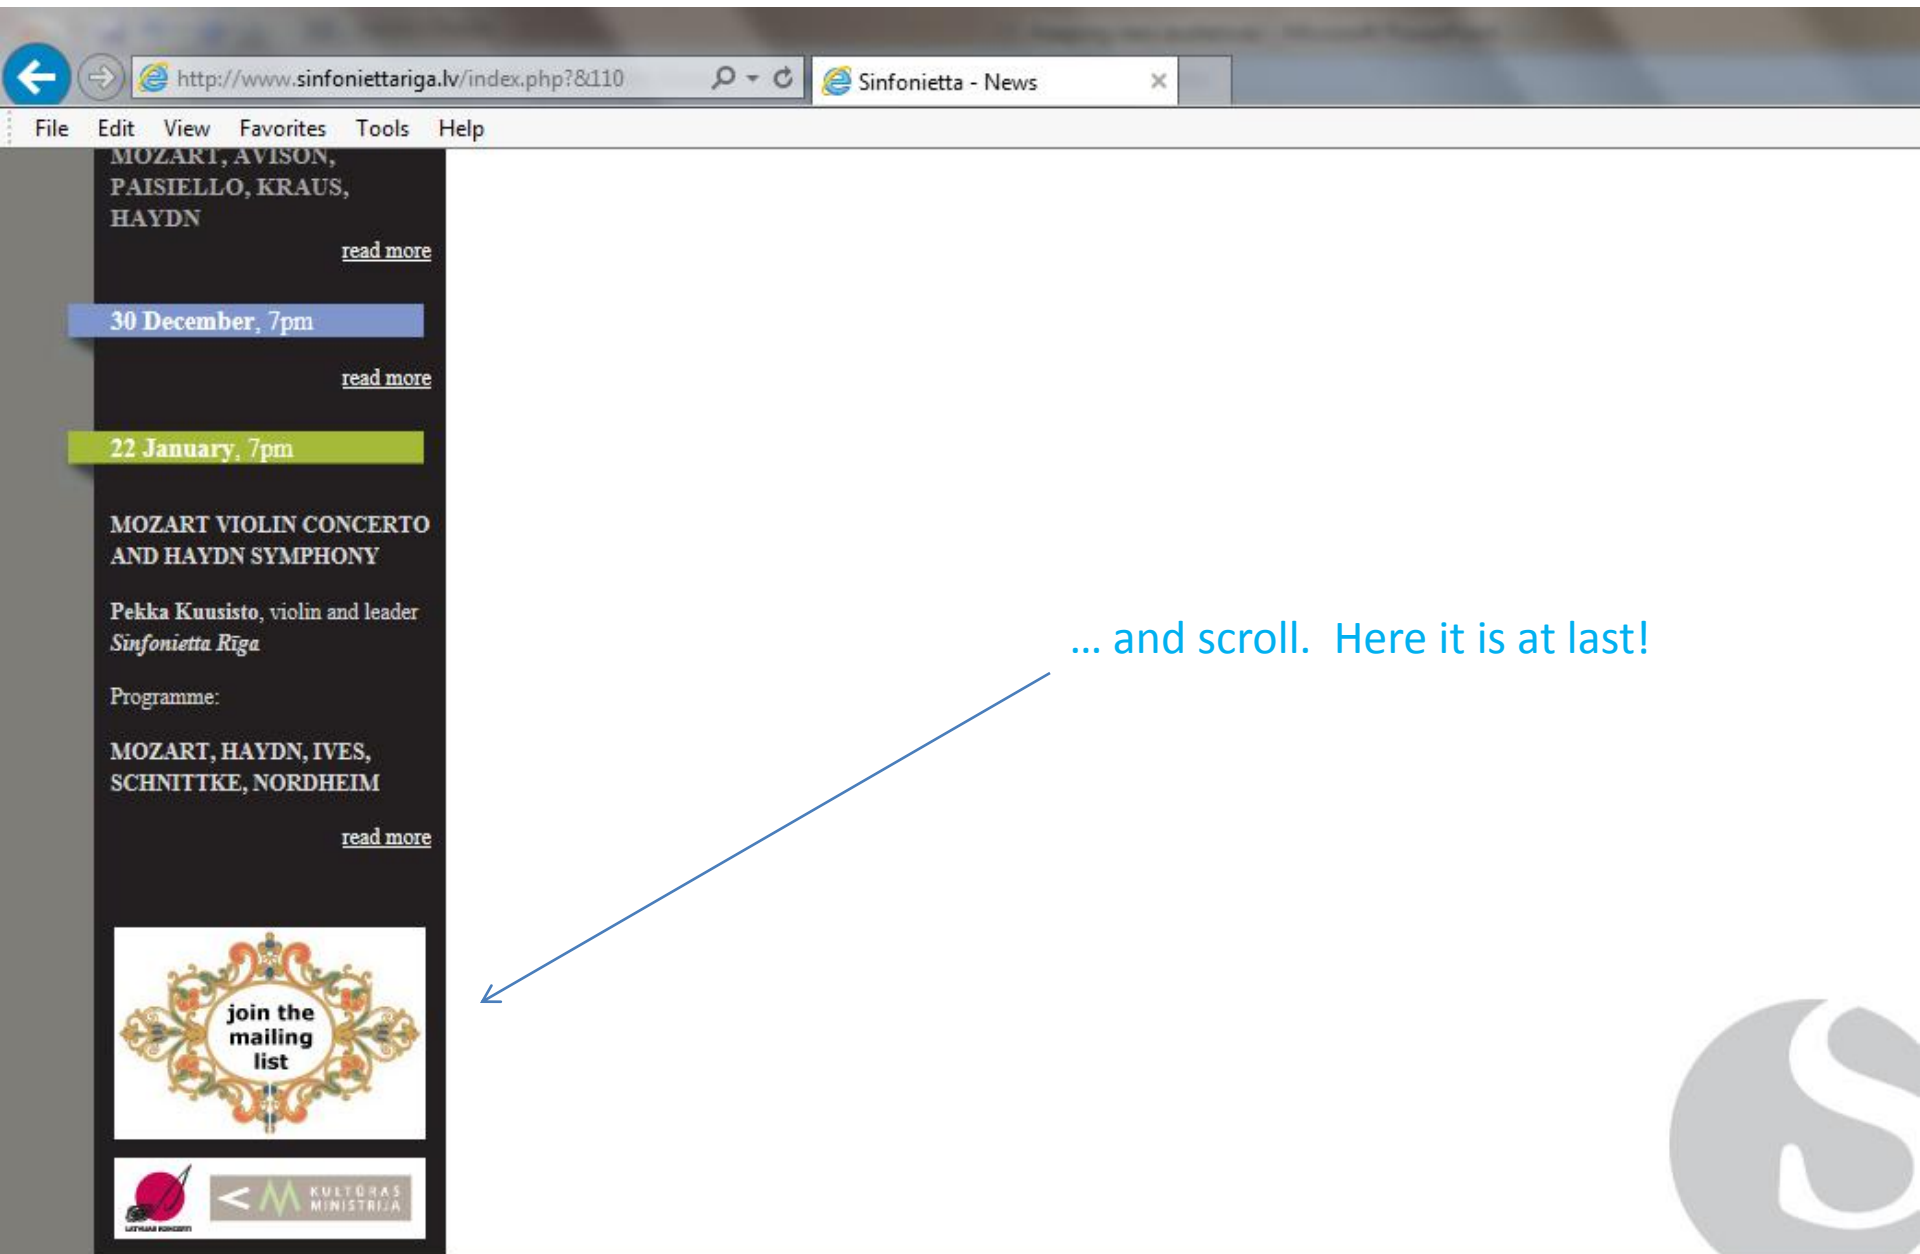 http://www.sinfoniettariga.lv/index.php?&110
Sinfonietta - News
File Edit View Favorites Tools Help
MOZART, AVISON,
PAISIELLO, KRAUS,
HAYDN
read more
30 December, 7pm
read more
22 January, 7pm
MOZART VIOLIN CONCERTO
AND HAYDN SYMPHONY
Pekka Kuusisto, violin and leader
Sinfonietta Rīga
Programme:
MOZART, HAYDN, IVES,
SCHNITTKE, NORDHEIM
read more
... and scroll. Here it is at last!
join the
mailing
list
LATVIJAS KONCERTI
KULTŪRAS
MINISTRIJA
S